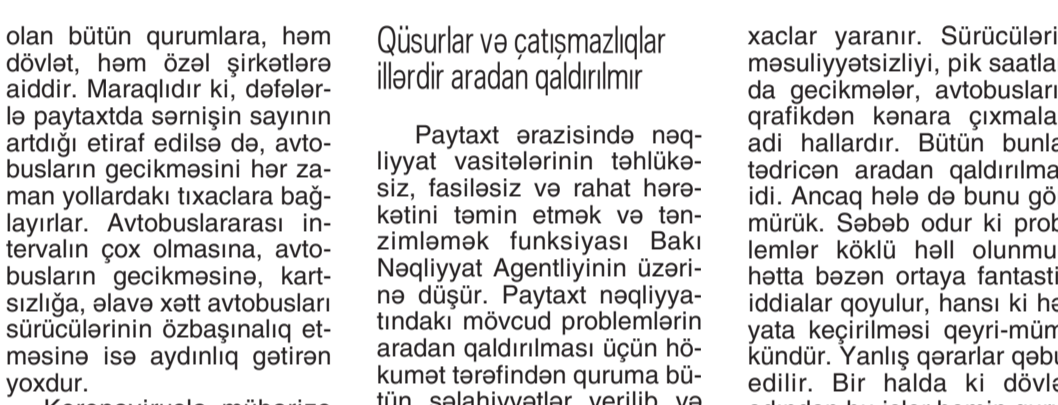 olan bütün qurumlara, həm
dövlət, həm özəl şirkətlərə
aiddir. Maraqlıdır ki, dəfələr-
lə paytaxtda sərnişin sayının
artdığı etiraf edilsə də, avto-
busların gecikməsini hər za-
man yollardakı tıxaclara bağ-
layırlar. Avtobuslararası in-
tervalın çox olmasına, avto-
busların gecikməsinə, kart-
sızlığa, əlavə xətt avtobusları
sürücülərinin özbaşınalıq et-
məsinə isə aydınlıq gətirən
yoxdur.
Qüsurlar və çatışmazlıqlar
illərdir aradan qaldırılmır
Paytaxt ərazisində nəq-
liyyat vasitələrinin təhlükə-
siz, fasiləsiz və rahat hərə-
kətini təmin etmək və tən-
zimləmək funksiyası Bakı
Nəqliyyat Agentliyinin üzəri-
nə düşür. Paytaxt nəqliyya-
tındakı mövcud problemlərin
aradan qaldırılması üçün hö-
kumət tərəfindən quruma bü-
tün səlahiyyətlər verilib və
xaclar yaranır. Sürücüləri
məsuliyyətsizliyi, pik saatla
da gecikmələr, avtobusları
qrafikdən kənara çıxmala
adi hallardır. Bütün bunla
tədricən aradan qaldırılma
idi. Ancaq hələ də bunu gö
mürük. Səbəb odur ki prob
lemlər köklü həll olunmu
hətta bəzən ortaya fantasti
iddialar qoyulur, hansı ki hə
yata keçirilməsi qeyri-müm
kündür. Yanlış qərarlar qəbu
edilir. Bir halda ki dövlə